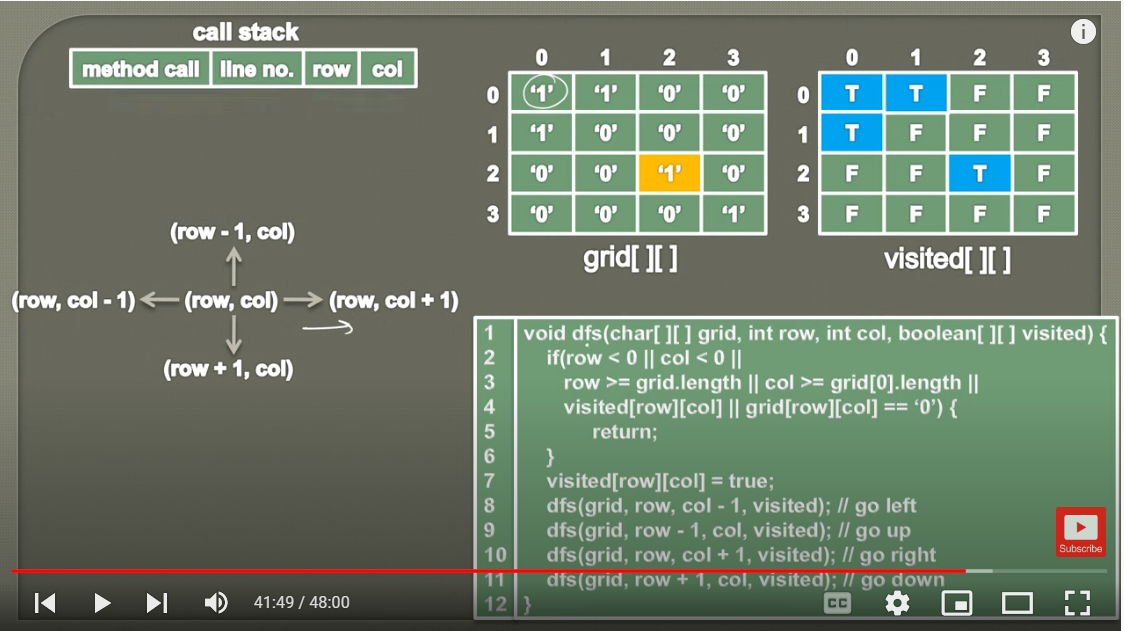 call stack
method call line no. row col
0 1 2 3
0 '1' '1' '0' '0'
1 '1' '0' '0' '0'
2 '0' '0' '1' '0'
3 '0' '0' '0' '1'
grid[ ][ ]
0 1 2 3
0 T T F F
1 T F F F
2 F F T F
3 F F F F
visited[ ][ ]
(row - 1, col)
(row, col - 1) (row, col) (row, col + 1)
(row + 1, col)
1 void dfs(char[ ][ ] grid, int row, int col, boolean[ ][ ] visited) {
2 if(row < 0 || col < 0 ||
3 row >= grid.length || col >= grid[0].length ||
4 visited[row][col] || grid[row][col] == ‘0’) {
5 return;
6 }
7 visited[row][col] = true;
8 dfs(grid, row, col - 1, visited); // go left
9 dfs(grid, row - 1, col, visited); // go up
10 dfs(grid, row, col + 1, visited); // go right
11 dfs(grid, row + 1, col, visited); // go down
12 }
Subscribe
41:49 / 48:00
CC